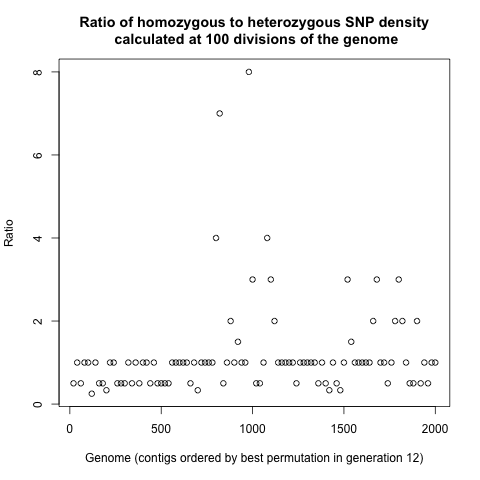 Ratio of homozygous to heterozygous SNP density
calculated at 100 divisions of the genome
8
6
4
2
0
Ratio
0 500 1000 1500 2000
Genome (contigs ordered by best permutation in generation 12)